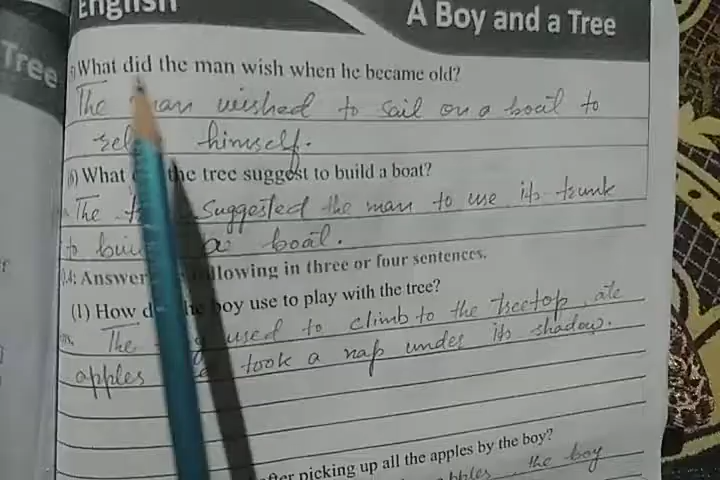 English
A Boy and a Tree
Tree
What did the man wish when he became old?
The man wished to sail on a boat to
himself.
6) What the tree suggest to build a boat?
The suggested the man to use its trunk
to boat.
4: Answer llowing in three or four sentences.
(1) How boy use to play with the tree?
The used to climb to the treetop, ate
apples took a nap under its shadow.
after picking up all the apples by the boy?
the boy